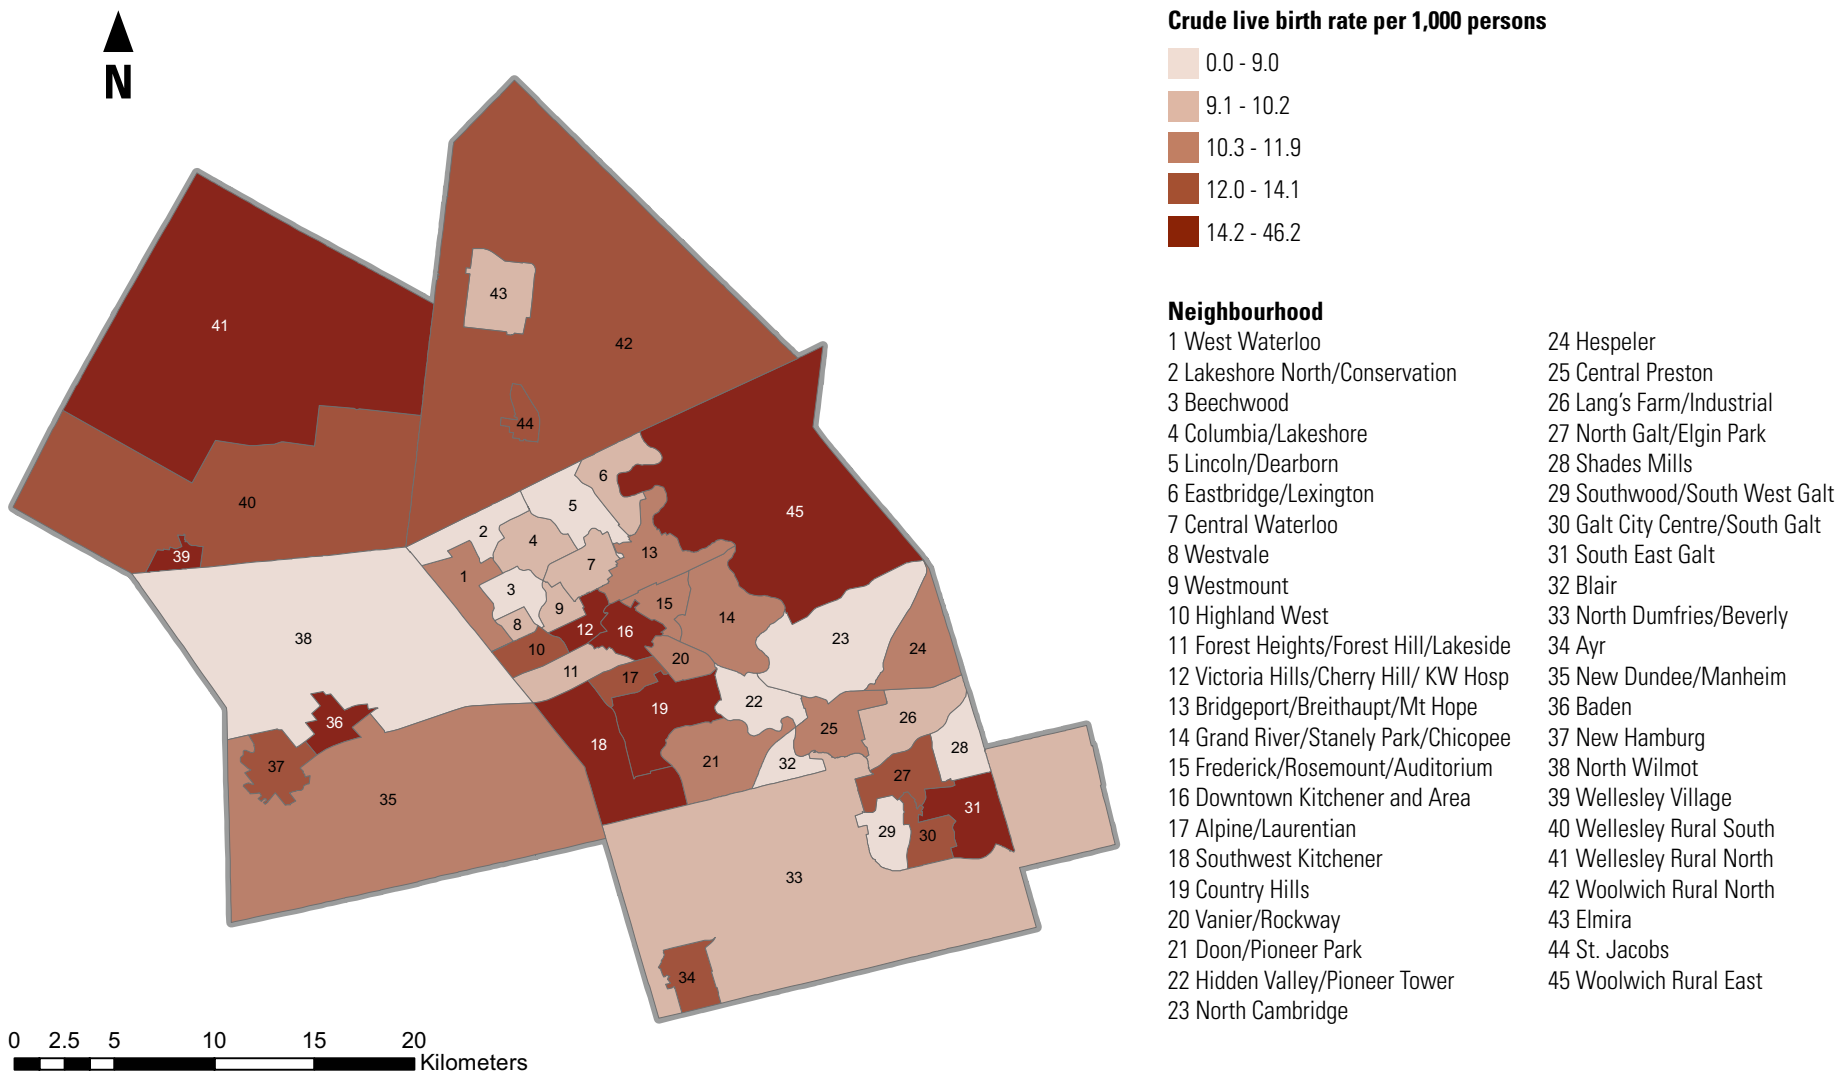 N
Crude live birth rate per 1,000 persons
0.0 - 9.0
9.1 - 10.2
10.3 - 11.9
12.0 - 14.1
14.2 - 46.2
Neighbourhood
1 West Waterloo
2 Lakeshore North/Conservation
3 Beechwood
4 Columbia/Lakeshore
5 Lincoln/Dearborn
6 Eastbridge/Lexington
7 Central Waterloo
8 Westvale
9 Westmount
10 Highland West
11 Forest Heights/Forest Hill/Lakeside
12 Victoria Hills/Cherry Hill/ KW Hosp
13 Bridgeport/Breithaupt/Mt Hope
14 Grand River/Stanely Park/Chicopee
15 Frederick/Rosemount/Auditorium
16 Downtown Kitchener and Area
17 Alpine/Laurentian
18 Southwest Kitchener
19 Country Hills
20 Vanier/Rockway
21 Doon/Pioneer Park
22 Hidden Valley/Pioneer Tower
23 North Cambridge
24 Hespeler
25 Central Preston
26 Lang's Farm/Industrial
27 North Galt/Elgin Park
28 Shades Mills
29 Southwood/South West Galt
30 Galt City Centre/South Galt
31 South East Galt
32 Blair
33 North Dumfries/Beverly
34 Ayr
35 New Dundee/Manheim
36 Baden
37 New Hamburg
38 North Wilmot
39 Wellesley Village
40 Wellesley Rural South
41 Wellesley Rural North
42 Woolwich Rural North
43 Elmira
44 St. Jacobs
45 Woolwich Rural East
43
41
42
44
6
40
5
45
2
4
13
39
7
1
3
15
9
14
8
12
16
38
23
10
24
20
11
17
22
19
26
36
25
18
28
21
32
37
27
35
31
29
30
33
34
0 2.5 5 10 15 20
Kilometers